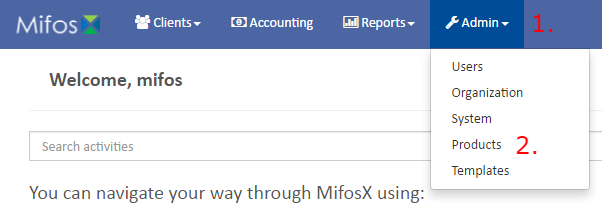 MifosX Clients Accounting Reports Admin 1.
Users
Welcome, mifos
Organization
System
Search activities
Products 2.
Templates
You can navigate your way through MifosX using: